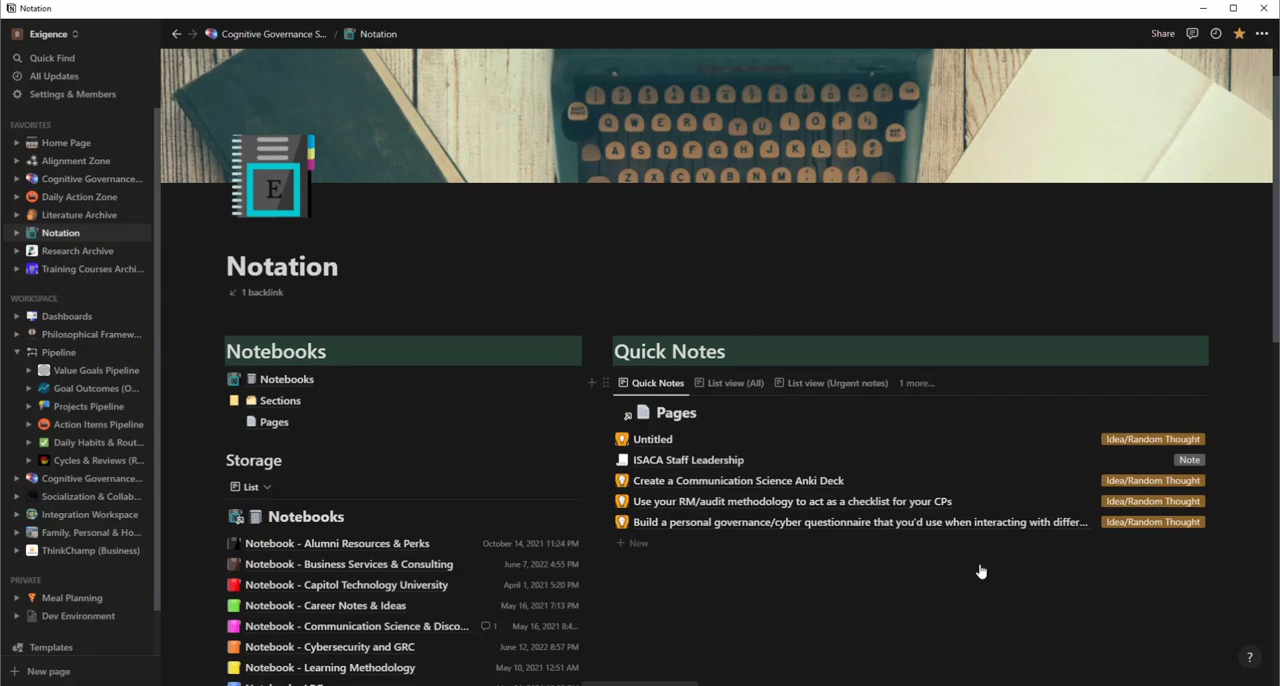 Notation
Exigence
Quick Find
All Updates
Settings & Members
FAVORITES
Home Page
Alignment Zone
Cognitive Governance...
Daily Action Zone
Literature Archive
Notation
Research Archive
Training Courses Archi...
WORKSPACE
Dashboards
Philosophical Framew...
Pipeline
Value Goals Pipeline
Goal Outcomes (O...
Projects Pipeline
Action Items Pipeline
Daily Habits & Rout...
Cycles & Reviews (R...
Cognitive Governance...
Socialization & Collab...
Integration Workspace
Family, Personal & Ho...
ThinkChamp (Business)
PRIVATE
Meal Planning
Dev Environment
Templates
+ New page
Cognitive Governance S... / Notation
Share
Q W E R T Y U I O P
A S D F G H J K L
Z X C V B N M
E
Notation
1 backlink
Notebooks
Notebooks
Sections
Pages
Storage
List
Notebooks
Notebook - Alumni Resources & Perks October 14, 2021 11:24 PM
Notebook - Business Services & Consulting June 7, 2022 4:55 PM
Notebook - Capitol Technology University April 1, 2021 5:20 PM
Notebook - Career Notes & Ideas May 16, 2021 7:13 PM
Notebook - Communication Science & Disco... 1 May 16, 2021 8:4...
Notebook - Cybersecurity and GRC June 12, 2022 8:57 PM
Notebook - Learning Methodology May 10, 2021 12:51 AM
Quick Notes
Quick Notes List view (All) List view (Urgent notes) 1 more...
Pages
Untitled Idea/Random Thought
ISACA Staff Leadership Note
Create a Communication Science Anki Deck Idea/Random Thought
Use your RM/audit methodology to act as a checklist for your CPs Idea/Random Thought
Build a personal governance/cyber questionnaire that you'd use when interacting with differ... Idea/Random Thought
+ New
?